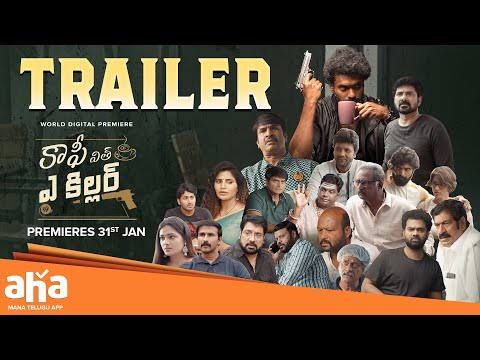 TRAILER
WORLD DIGITAL PREMIERE
కాఫీ విత్
ఎ కిల్లర్
PREMIERES 31ST JAN
aha
MANA TELUGU APP